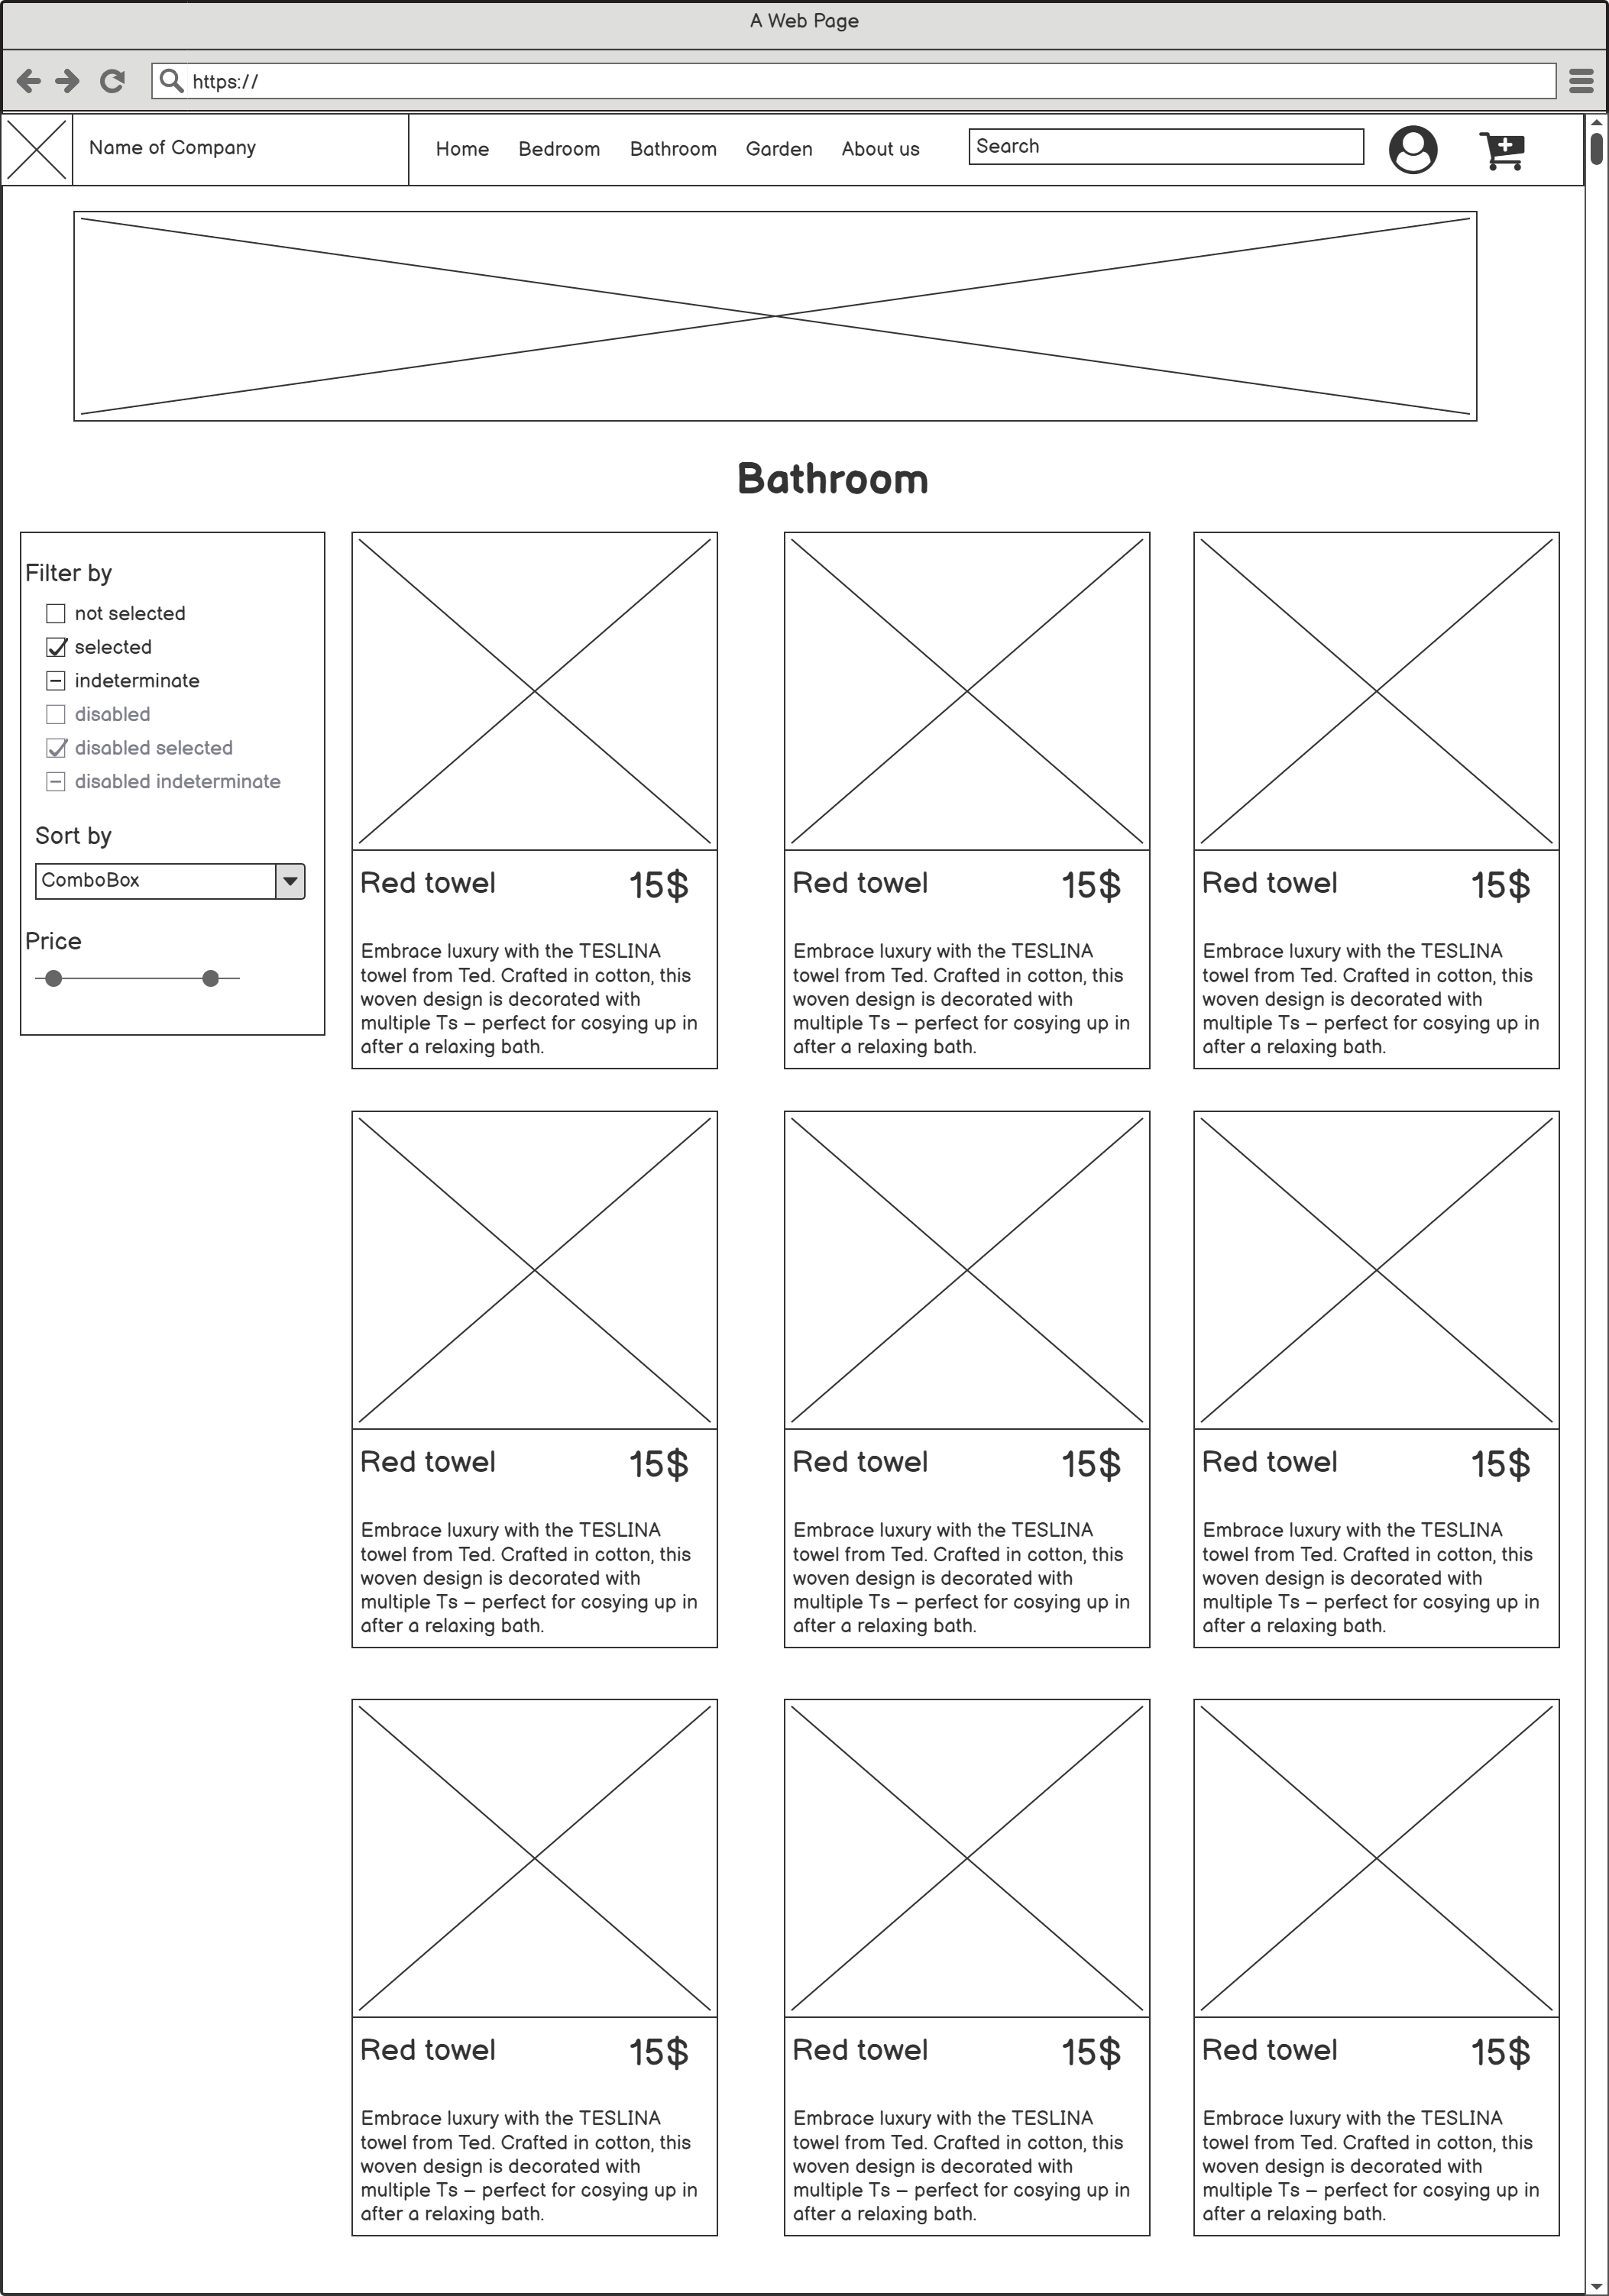 A Web Page
https://
Name of Company
Home Bedroom Bathroom Garden About us
Search
Bathroom
Filter by
not selected
selected
indeterminate
disabled
disabled selected
disabled indeterminate
Sort by
ComboBox
Price
Red towel 15$
Embrace luxury with the TESLINA
towel from Ted. Crafted in cotton, this
woven design is decorated with
multiple Ts – perfect for cosying up in
after a relaxing bath.
Red towel 15$
Embrace luxury with the TESLINA
towel from Ted. Crafted in cotton, this
woven design is decorated with
multiple Ts – perfect for cosying up in
after a relaxing bath.
Red towel 15$
Embrace luxury with the TESLINA
towel from Ted. Crafted in cotton, this
woven design is decorated with
multiple Ts – perfect for cosying up in
after a relaxing bath.
Red towel 15$
Embrace luxury with the TESLINA
towel from Ted. Crafted in cotton, this
woven design is decorated with
multiple Ts – perfect for cosying up in
after a relaxing bath.
Red towel 15$
Embrace luxury with the TESLINA
towel from Ted. Crafted in cotton, this
woven design is decorated with
multiple Ts – perfect for cosying up in
after a relaxing bath.
Red towel 15$
Embrace luxury with the TESLINA
towel from Ted. Crafted in cotton, this
woven design is decorated with
multiple Ts – perfect for cosying up in
after a relaxing bath.
Red towel 15$
Embrace luxury with the TESLINA
towel from Ted. Crafted in cotton, this
woven design is decorated with
multiple Ts – perfect for cosying up in
after a relaxing bath.
Red towel 15$
Embrace luxury with the TESLINA
towel from Ted. Crafted in cotton, this
woven design is decorated with
multiple Ts – perfect for cosying up in
after a relaxing bath.
Red towel 15$
Embrace luxury with the TESLINA
towel from Ted. Crafted in cotton, this
woven design is decorated with
multiple Ts – perfect for cosying up in
after a relaxing bath.